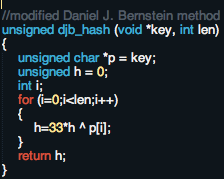 //modified Daniel J. Bernstein method
unsigned djb_hash (void *key, int len)
{
unsigned char *p = key;
unsigned h = 0;
int i;
for (i=0;i<len;i++)
{
h=33*h ^ p[i];
}
return h;
}